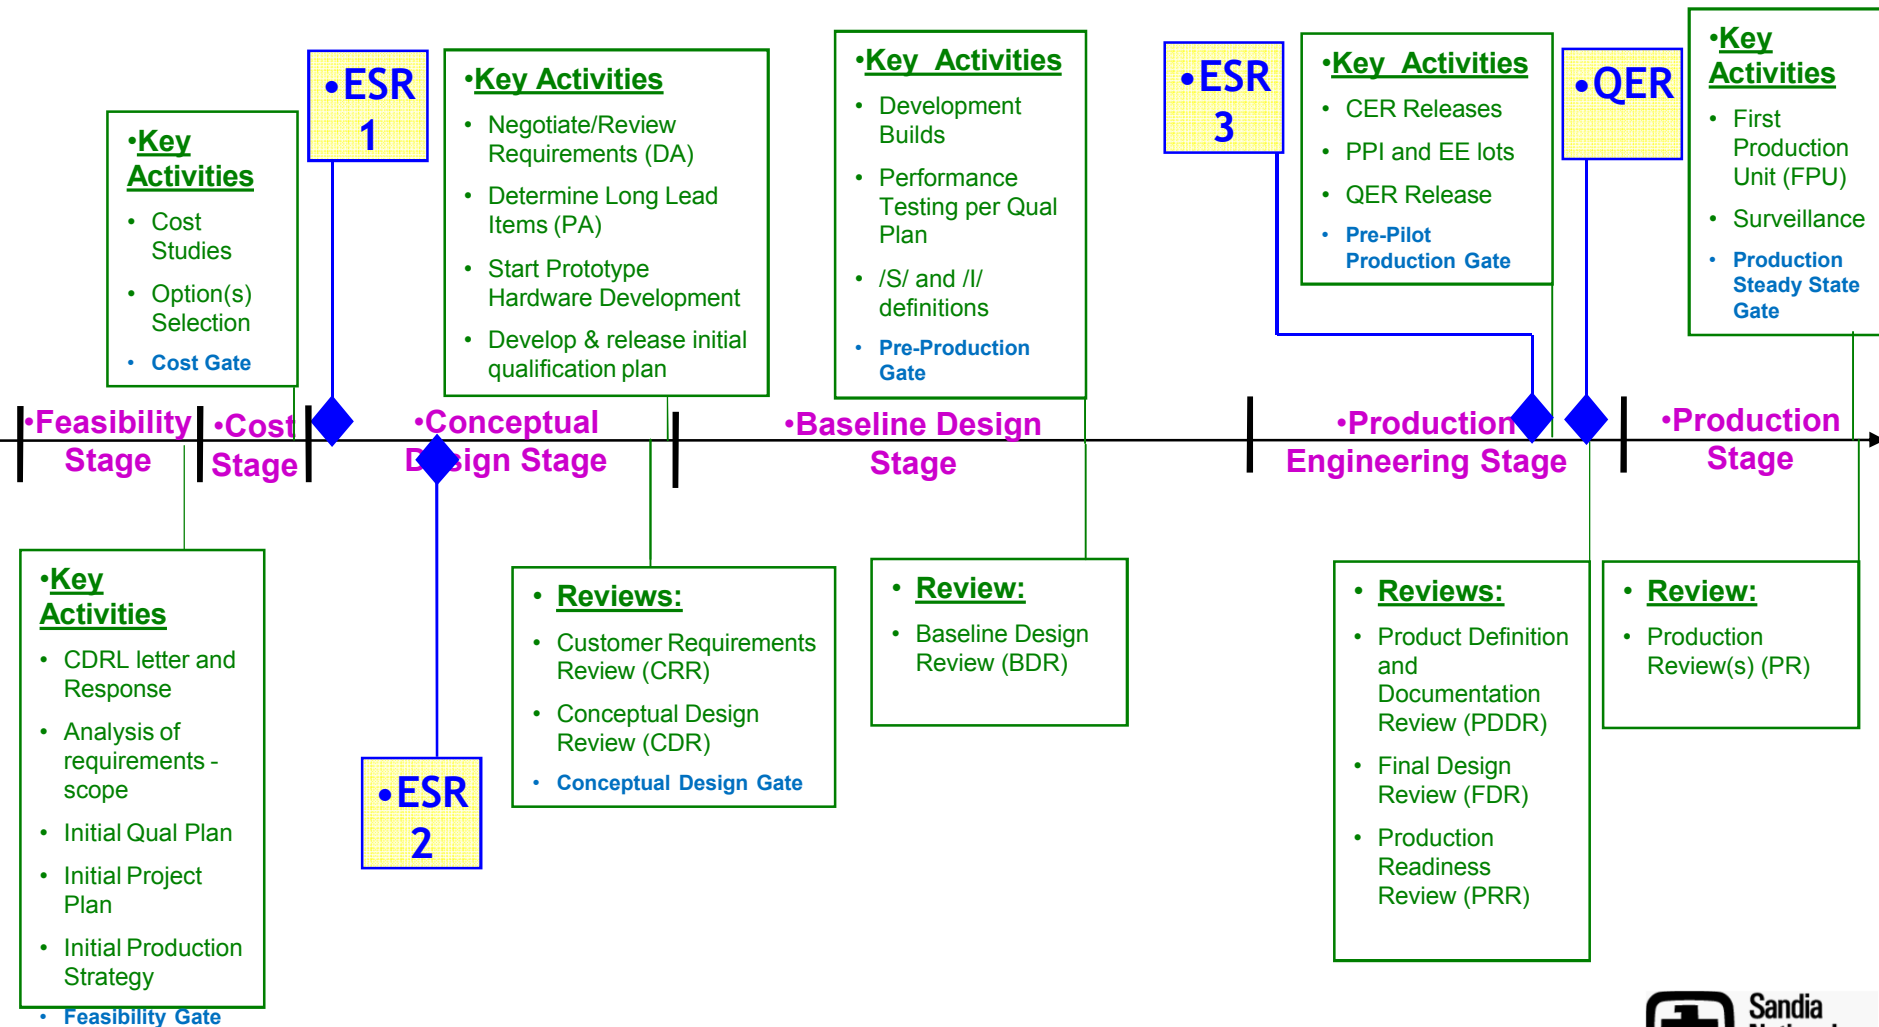 •ESR
1
•Key
Activities
• Cost
Studies
• Option(s)
Selection
• Cost Gate
•Key Activities
• Negotiate/Review
Requirements (DA)
• Determine Long Lead
Items (PA)
• Start Prototype
Hardware Development
• Develop & release initial
qualification plan
•Key Activities
• Development
Builds
• Performance
Testing per Qual
Plan
• /S/ and /I/
definitions
• Pre-Production
Gate
•ESR
3
•Key Activities
• CER Releases
• PPI and EE lots
• QER Release
• Pre-Pilot
Production Gate
•QER
•Key
Activities
• First
Production
Unit (FPU)
• Surveillance
• Production
Steady State
Gate
•Feasibility
Stage
•Cost
Stage
•Conceptual
Design Stage
•Baseline Design
Stage
•Production
Engineering Stage
•Production
Stage
•Key
Activities
• CDRL letter and
Response
• Analysis of
requirements -
scope
• Initial Qual Plan
• Initial Project
Plan
• Initial Production
Strategy
• Feasibility Gate
•ESR
2
• Reviews:
• Customer Requirements
Review (CRR)
• Conceptual Design
Review (CDR)
• Conceptual Design Gate
• Review:
• Baseline Design
Review (BDR)
• Reviews:
• Product Definition
and
Documentation
Review (PDDR)
• Final Design
Review (FDR)
• Production
Readiness
Review (PRR)
• Review:
• Production
Review(s) (PR)
Sandia